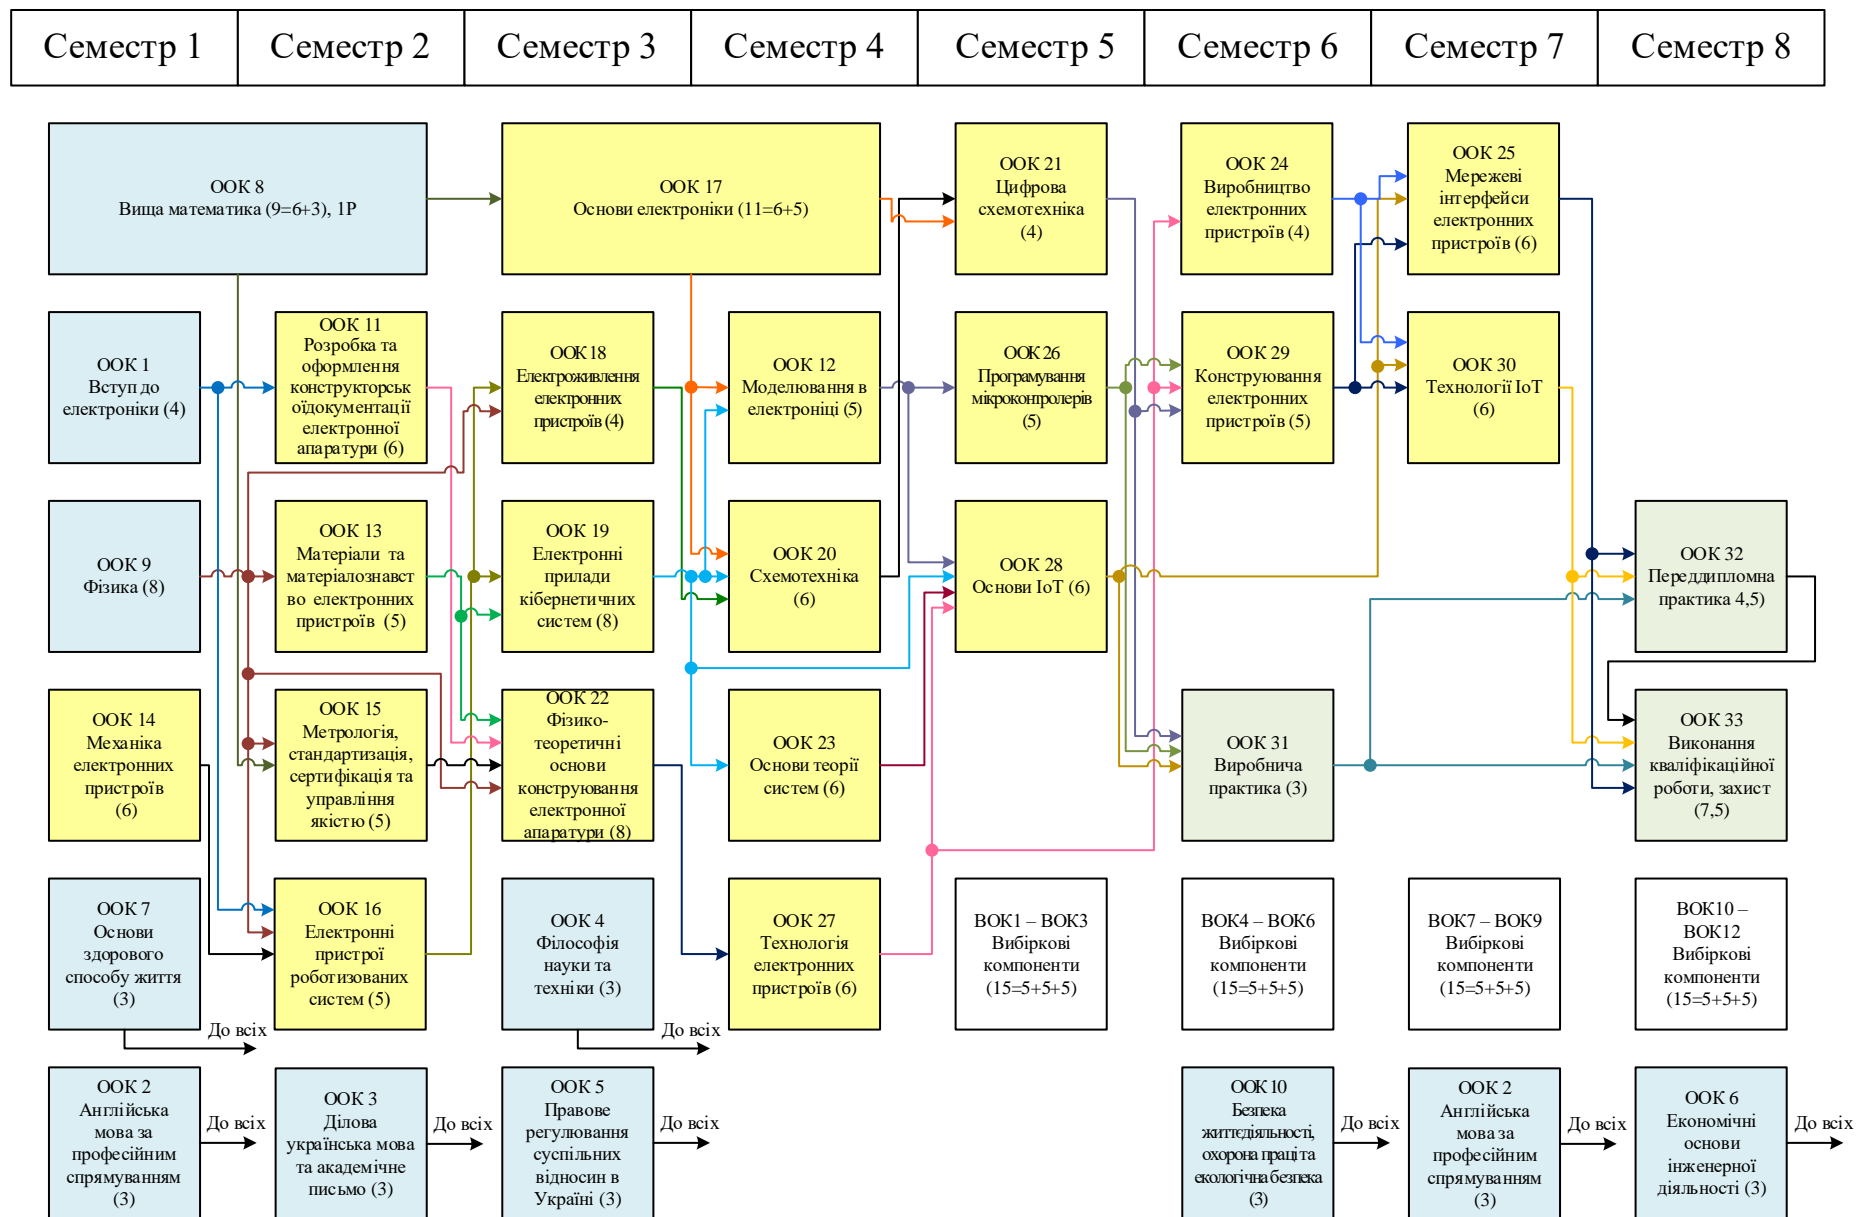 Семестр 1
Семестр 2
Семестр 3
Семестр 4
Семестр 5
Семестр 6
Семестр 7
Семестр 8
ООК 8
Вища математика (9=6+3), 1Р
ООК 17
Основи електроніки (11=6+5)
ООК 21
Цифрова
схемотехніка
(4)
ООК 24
Виробництво
електронних
пристроїв (4)
ООК 25
Мережеві
інтерфейси
електронних
пристроїв (6)
ООК 1
Вступ до
електроніки (4)
ООК 11
Розробка та
оформлення
конструкторськ
оїдокументації
електронної
апаратури (6)
ООК 18
Електроживлення
електронних
пристроїв (4)
ООК 12
Моделювання в
електроніці (5)
ООК 26
Програмування
мікроконтролерів
(5)
ООК 29
Конструювання
електронних
пристроїв (5)
ООК 30
Технології ІоТ
(6)
ООК 9
Фізика (8)
ООК 13
Матеріали та
матеріалознавст
во електронних
пристроїв (5)
ООК 19
Електронні
прилади
кібернетичних
систем (8)
ООК 20
Схемотехніка
(6)
ООК 28
Основи ІоТ (6)
ООК 32
Переддипломна
практика 4,5)
ООК 14
Механіка
електронних
пристроїв
(6)
ООК 15
Метрологія,
стандартизація,
сертифікація та
управління
якістю (5)
ООК 22
Фізико-
теоретичні
основи
конструювання
електронної
апаратури (8)
ООК 23
Основи теорії
систем (6)
ООК 31
Виробнича
практика (3)
ООК 33
Виконання
кваліфікаційної
роботи, захист
(7,5)
ООК 7
Основи
здорового
способу життя
(3)
До всіх
ООК 16
Електронні
пристрої
роботизованих
систем (5)
ООК 4
Філософія
науки та
техніки (3)
До всіх
ООК 27
Технологія
електронних
пристроїв (6)
ВОК1 – ВОК3
Вибіркові
компоненти
(15=5+5+5)
ВОК4 – ВОК6
Вибіркові
компоненти
(15=5+5+5)
ВОК7 – ВОК9
Вибіркові
компоненти
(15=5+5+5)
ВОК10 –
ВОК12
Вибіркові
компоненти
(15=5+5+5)
ООК 2
Англійська
мова за
професійним
спрямуванням
(3)
До всіх
ООК 3
Ділова
українська мова
та академічне
письмо (3)
До всіх
ООК 5
Правове
регулювання
суспільних
відносин в
Україні (3)
До всіх
ООК 10
Безпека
життєдіяльності,
охорона праці та
екологічна безпека
(3)
До всіх
ООК 2
Англійська
мова за
професійним
спрямуванням
(3)
До всіх
ООК 6
Економічні
основи
інженерної
діяльності (3)
До всіх